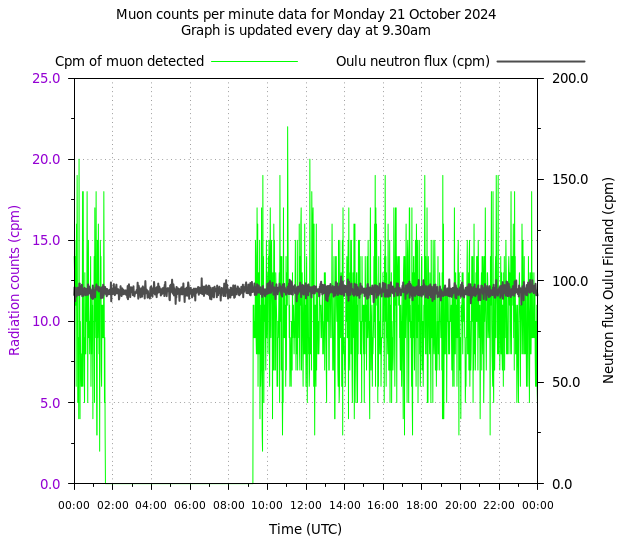 Muon counts per minute data for Monday 21 October 2024
Graph is updated every day at 9.30am
Cpm of muon detected
Oulu neutron flux (cpm)
25.0
20.0
15.0
10.0
5.0
0.0
200.0
150.0
100.0
50.0
0.0
Radiation counts (cpm)
Neutron flux Oulu Finland (cpm)
00:00 02:00 04:00 06:00 08:00 10:00 12:00 14:00 16:00 18:00 20:00 22:00 00:00
Time (UTC)